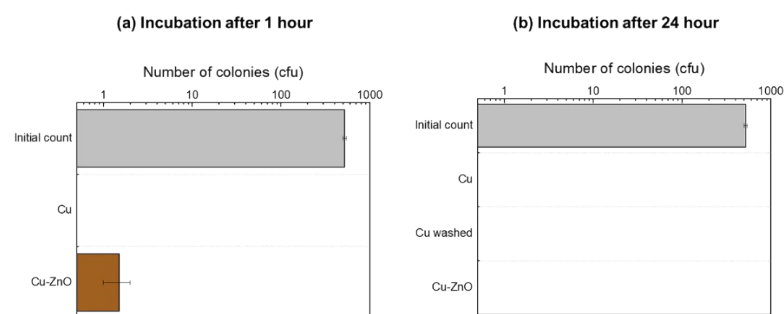 (a) Incubation after 1 hour
Number of colonies (cfu)
1 10 100 1000
Initial count
Cu
Cu-ZnO
(b) Incubation after 24 hour
Number of colonies (cfu)
1 10 100 1000
Initial count
Cu
Cu washed
Cu-ZnO